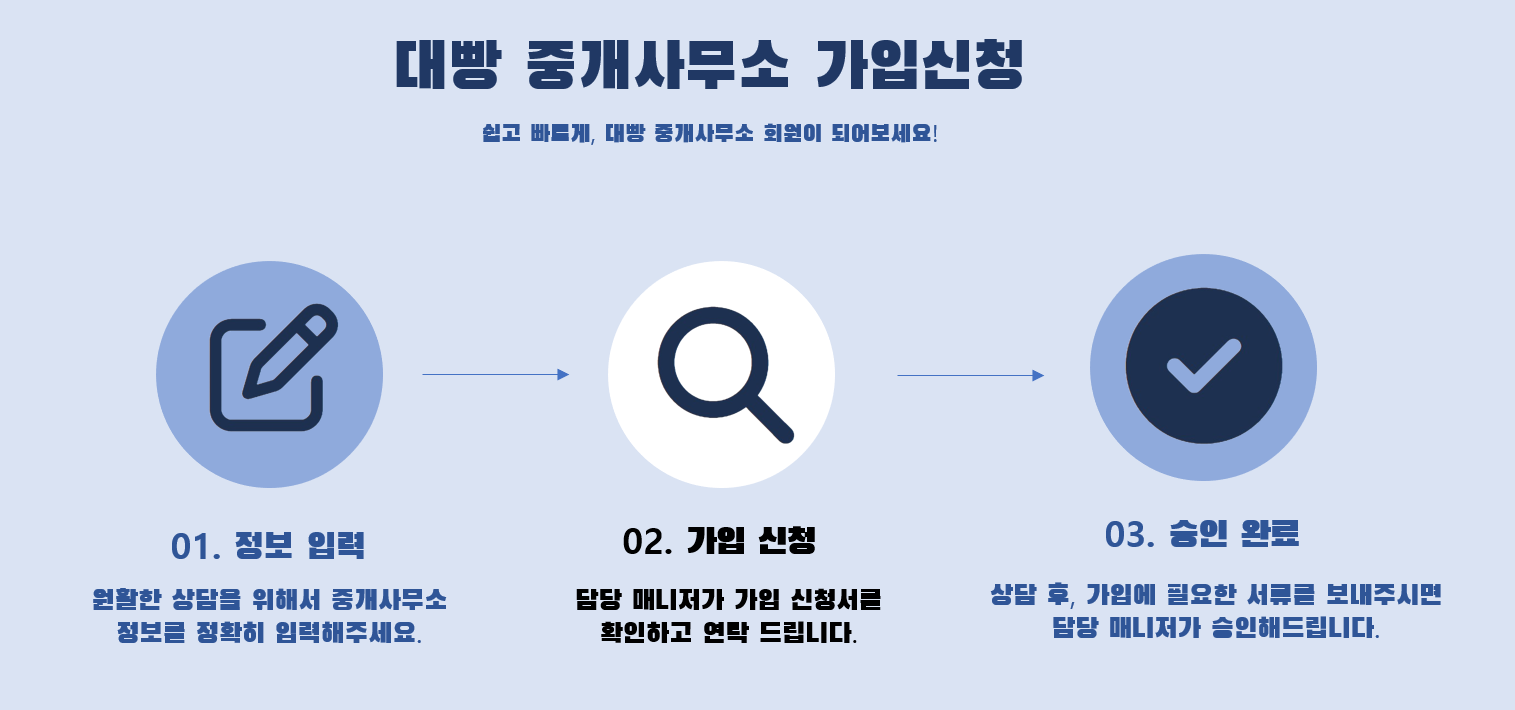 대빵 중개사무소 가입신청
쉽고 빠르게, 대빵 중개사무소 회원이 되어보세요!
01. 정보 입력
원활한 상담을 위해서 중개사무소
정보를 정확히 입력해주세요.
02. 가입 신청
담당 매니저가 가입 신청서를
확인하고 연락 드립니다.
03. 승인 완료
상담 후, 가입에 필요한 서류를 보내주시면
담당 매니저가 승인해드립니다.